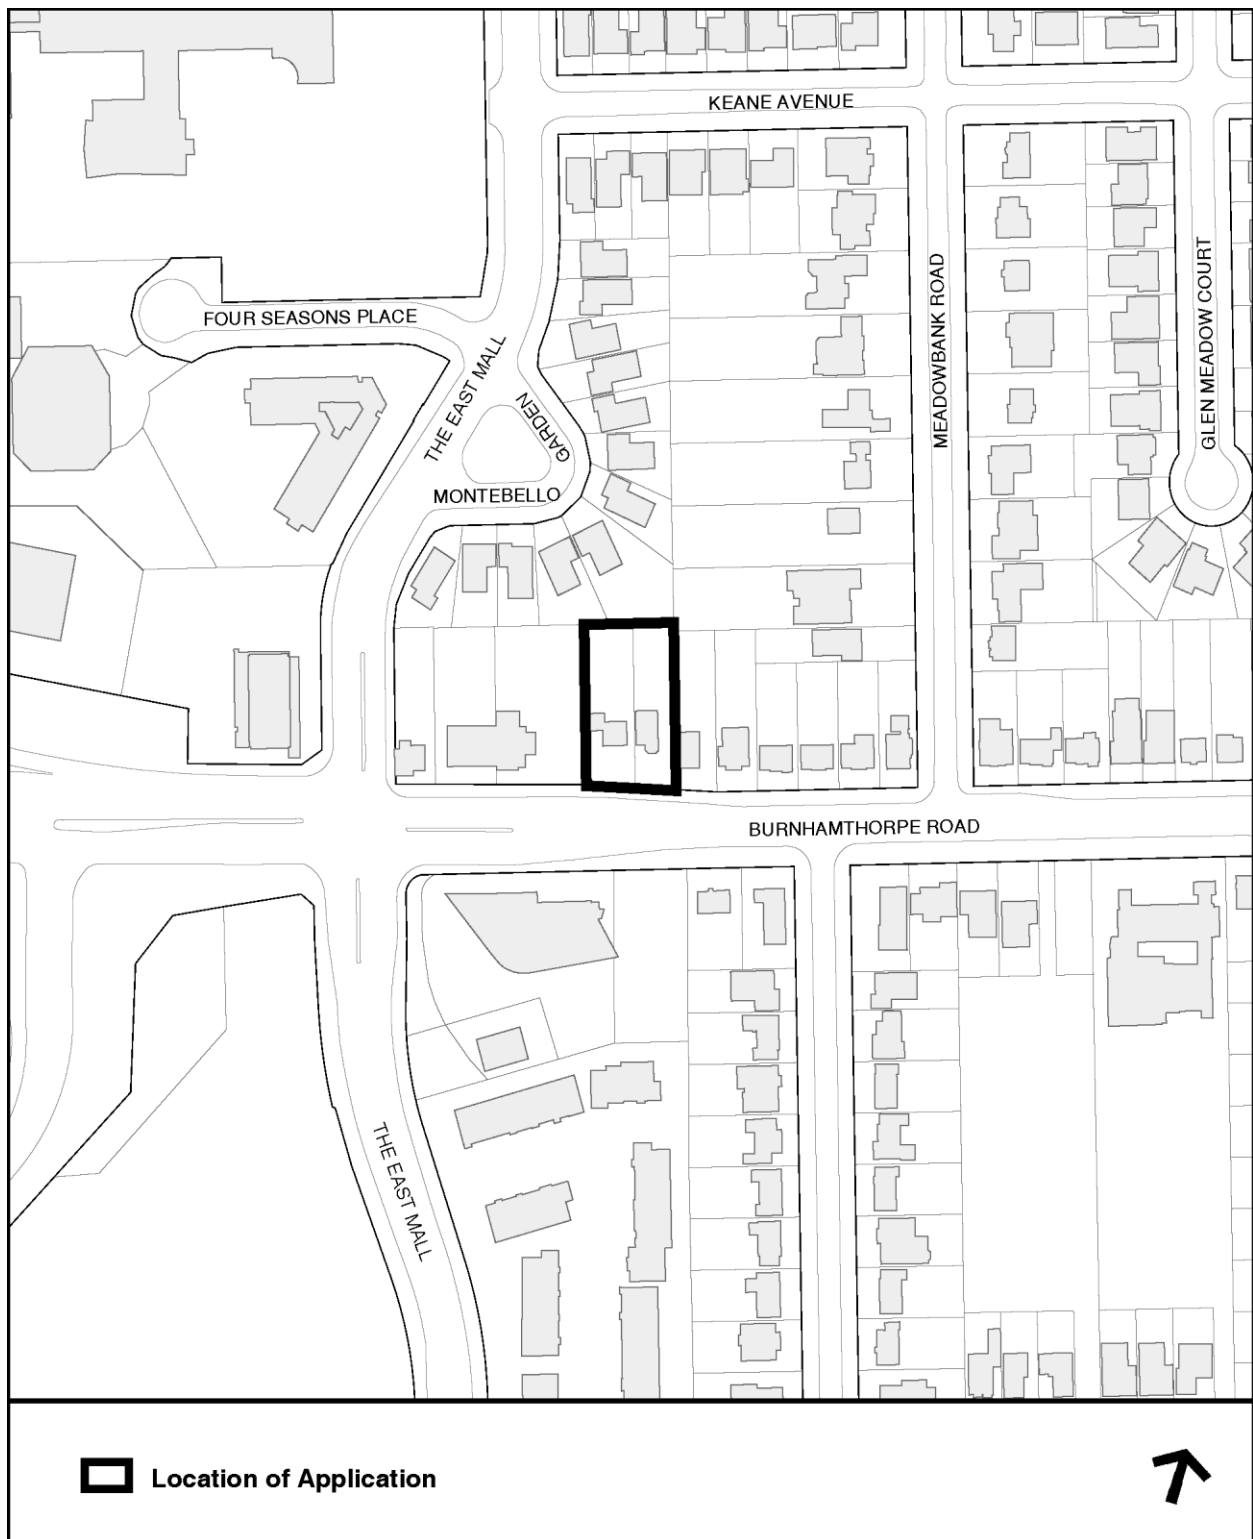 KEANE AVENUE
MEADOWBANK ROAD
GLEN MEADOW COURT
FOUR SEASONS PLACE
THE EAST MALL
GARDEN
MONTEBELLO
BURNHAMTHORPE ROAD
THE EAST MALL
Location of Application